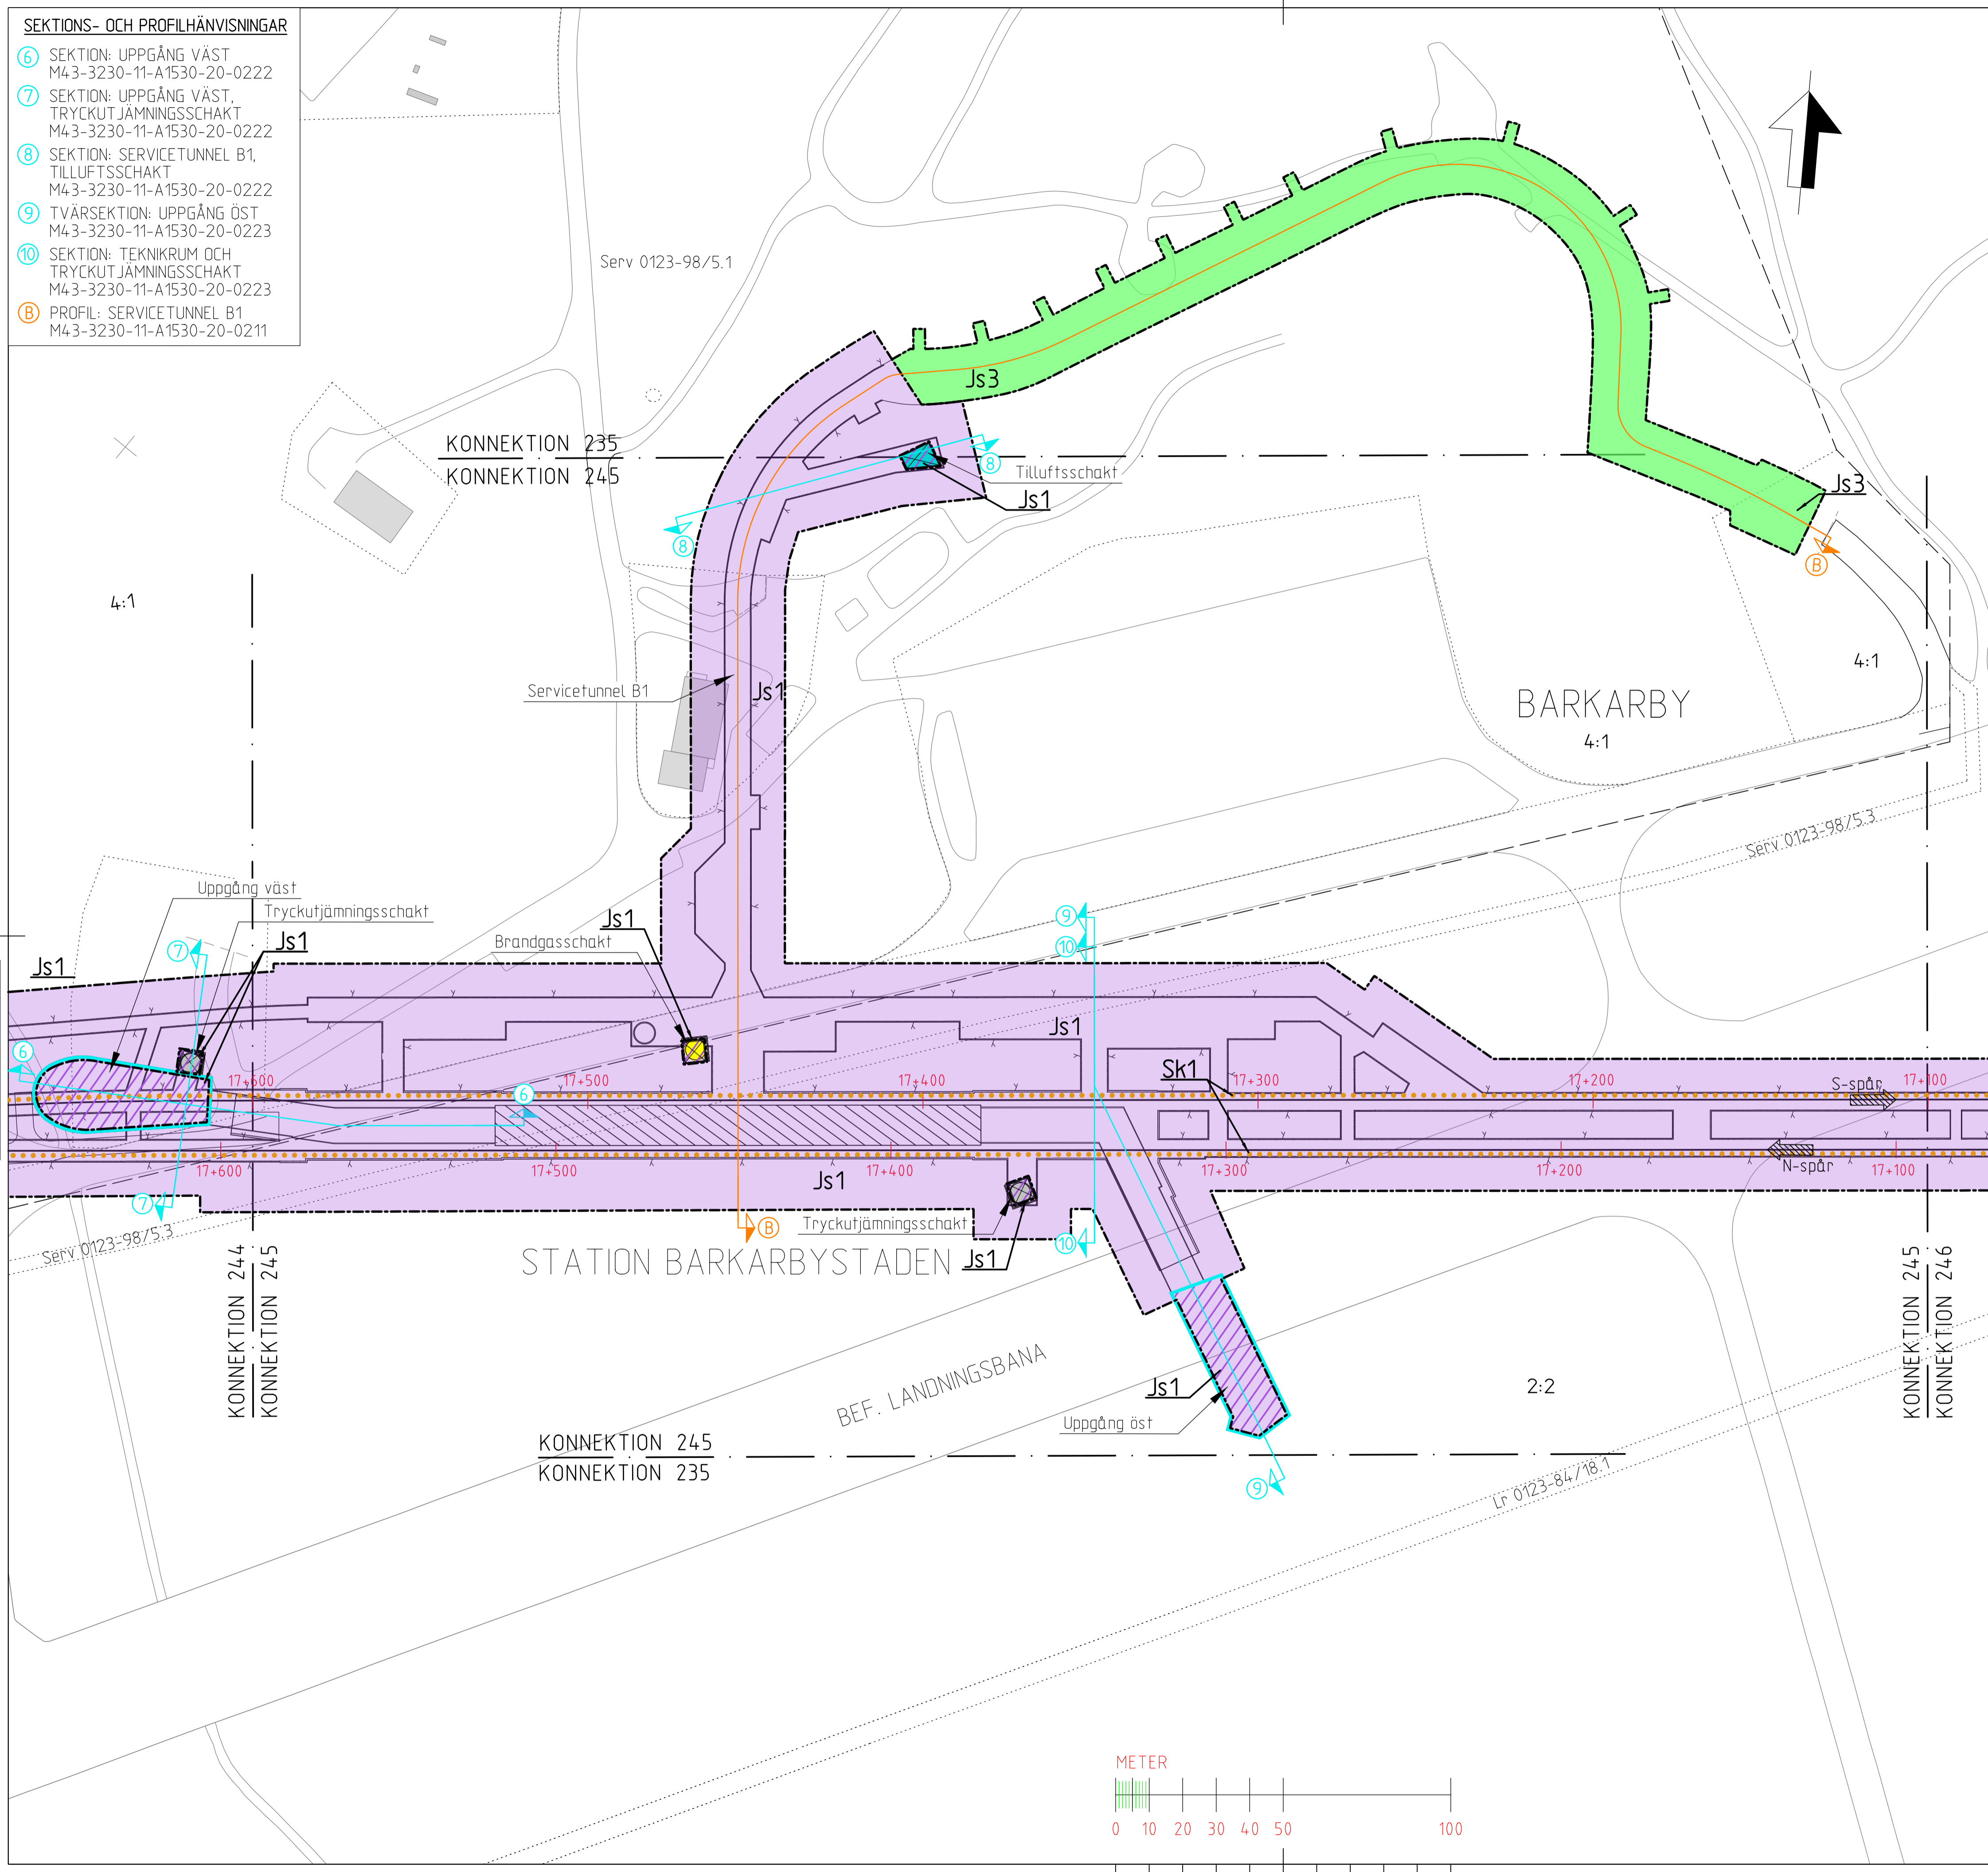 SEKTIONS- OCH PROFILHÄNVISNINGAR
6 SEKTION: UPPGÅNG VÄST
M43-3230-11-A1530-20-0222
7 SEKTION: UPPGÅNG VÄST,
TRYCKUTJÄMNINGSSCHAKT
M43-3230-11-A1530-20-0222
8 SEKTION: SERVICETUNNEL B1,
TILLUFTSSCHAKT
M43-3230-11-A1530-20-0222
9 TVÄRSEKTION: UPPGÅNG ÖST
M43-3230-11-A1530-20-0223
10 SEKTION: TEKNIKRUM OCH
TRYCKUTJÄMNINGSSCHAKT
M43-3230-11-A1530-20-0223
B PROFIL: SERVICETUNNEL B1
M43-3230-11-A1530-20-0211
Serv 0123-98/5.1
Js3
KONNEKTION 235
KONNEKTION 245
8
Tilluftsschakt
Js1
Js3
8
B
4:1
4:1
Servicetunnel B1
Js1
BARKARBY
4:1
Serv 0123-98/5.3
Uppgång väst
Tryckutjämningsschakt
Js1
Brandgasschakt
Js1
9
10
7
Js1
Js1
6
Sk1
17+600
17+500
17+400
17+300
17+200
17+100
S-spår
6
17+600
17+500
17+400
17+300
17+200
17+100
N-spår
Js1
7
B
Tryckutjämningsschakt
10
Serv 0123-98/5.3
STATION BARKARBYSTADEN
Js1
KONNEKTION 244
KONNEKTION 245
KONNEKTION 245
KONNEKTION 246
BEF. LANDNINGSBANA
Js1
2:2
Uppgång öst
KONNEKTION 245
KONNEKTION 235
9
Lr 0123-84/18.1
METER
0 10 20 30 40 50 100